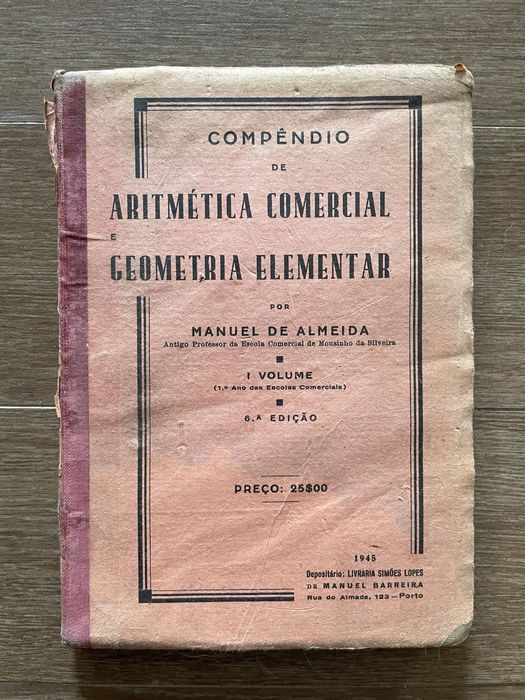 COMPÊNDIO
DE
ARITMÉTICA COMERCIAL
E
GEOMETRIA ELEMENTAR
POR
MANUEL DE ALMEIDA
Antigo Professor da Escola Comercial de Mousinho da Silveira
I VOLUME
(1.º Ano das Escolas Comerciais)
6.ª EDIÇÃO
PREÇO: 25$00
1945
Depositário: LIVRARIA SIMÕES LOPES
DE MANUEL BARREIRA
Rua do Almada, 123 — Porto